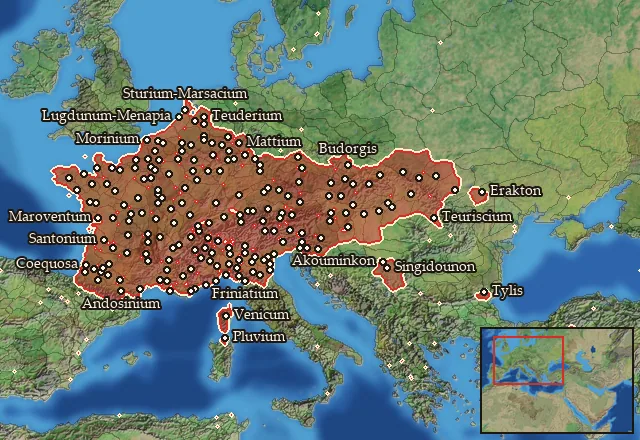 Sturium-Marsacium
Lugdunum-Menapia
Teuderium
Morinium
Mattium
Budorgis
Erakton
Maroventum
Teuriscium
Santonium
Coequosa
Akouminkon
Singidounon
Andosinium
Friniatium
Tylis
Venicum
Pluvium